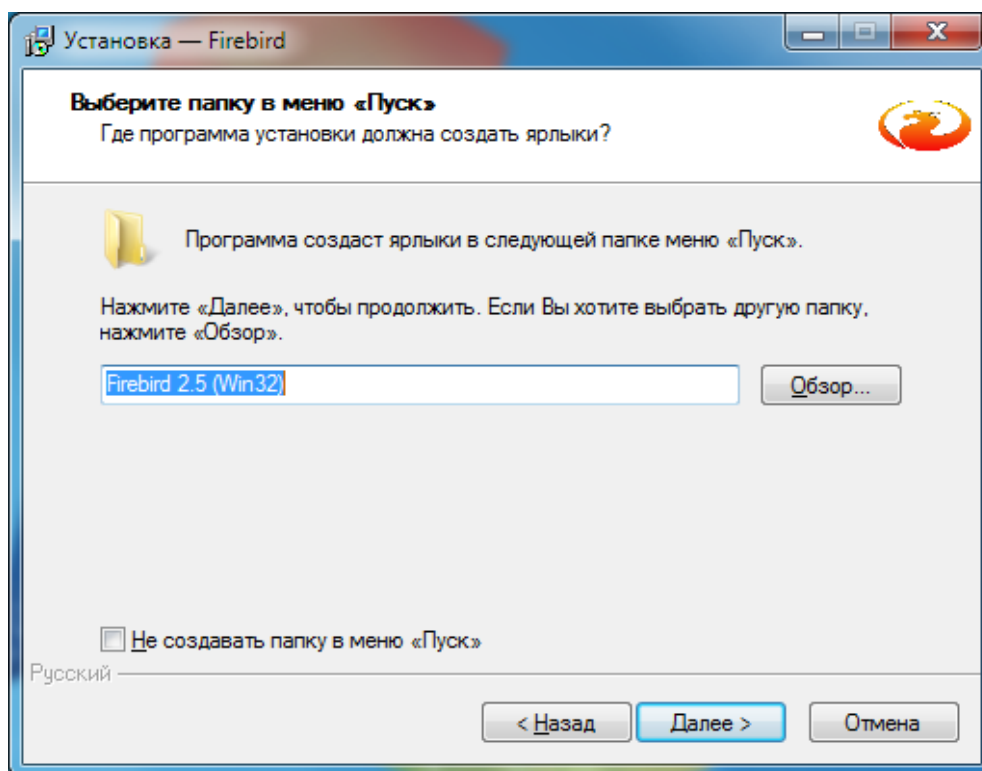 Установка — Firebird
Выберите папку в меню «Пуск»
Где программа установки должна создать ярлыки?
Программа создаст ярлыки в следующей папке меню «Пуск».
Нажмите «Далее», чтобы продолжить. Если Вы хотите выбрать другую папку,
нажмите «Обзор».
Firebird 2.5 (Win32)
Обзор...
Не создавать папку в меню «Пуск»
Русский
< Назад
Далее >
Отмена